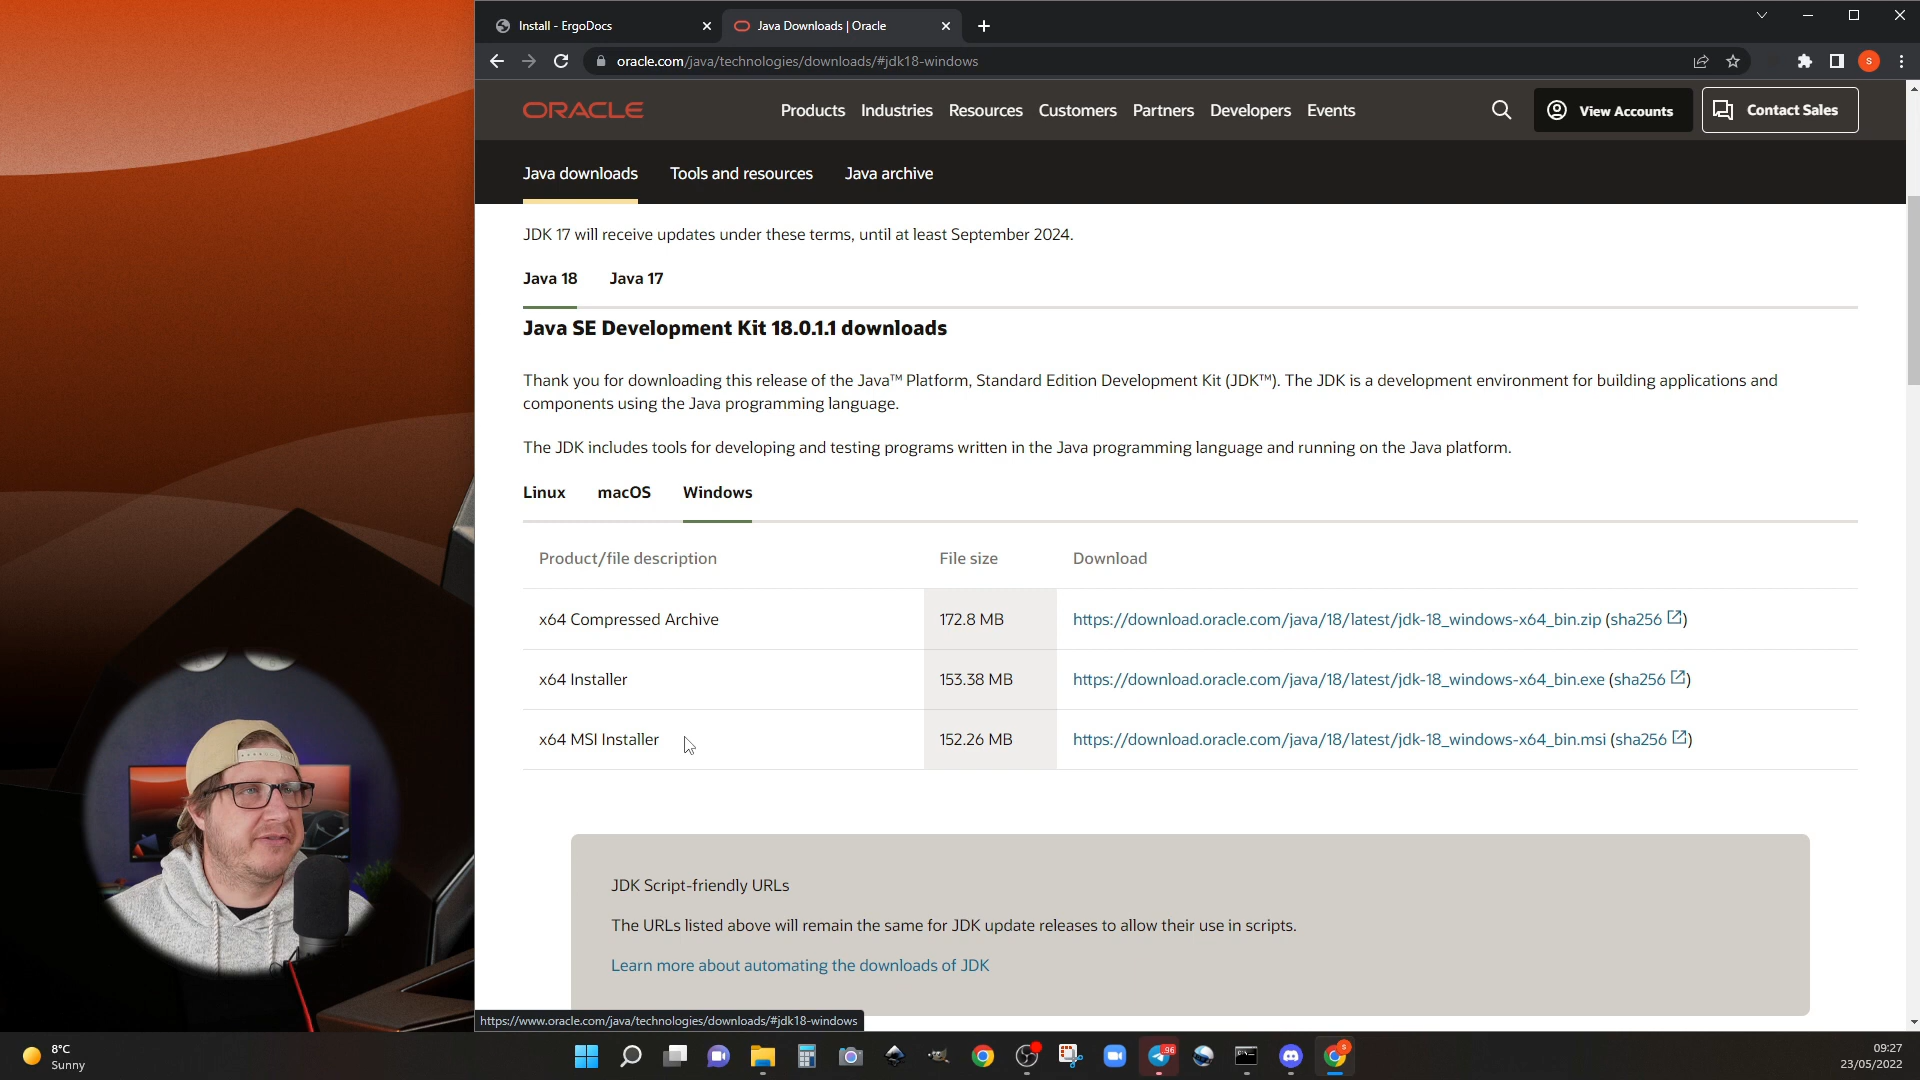 Install - ErgoDocs
Java Downloads | Oracle
oracle.com/java/technologies/downloads/#jdk18-windows
S
ORACLE
Products Industries Resources Customers Partners Developers Events
View Accounts
Contact Sales
Java downloads Tools and resources Java archive
JDK 17 will receive updates under these terms, until at least September 2024.
Java 18 Java 17
Java SE Development Kit 18.0.1.1 downloads
Thank you for downloading this release of the Java™ Platform, Standard Edition Development Kit (JDK™). The JDK is a development environment for building applications and
components using the Java programming language.
The JDK includes tools for developing and testing programs written in the Java programming language and running on the Java platform.
Linux macOS Windows
Product/file description File size Download
x64 Compressed Archive 172.8 MB https://download.oracle.com/java/18/latest/jdk-18_windows-x64_bin.zip (sha256)
x64 Installer 153.38 MB https://download.oracle.com/java/18/latest/jdk-18_windows-x64_bin.exe (sha256)
x64 MSI Installer 152.26 MB https://download.oracle.com/java/18/latest/jdk-18_windows-x64_bin.msi (sha256)
JDK Script-friendly URLs
The URLs listed above will remain the same for JDK update releases to allow their use in scripts.
Learn more about automating the downloads of JDK
https://www.oracle.com/java/technologies/downloads/#jdk18-windows
8°C
Sunny
96
S
09:27
23/05/2022